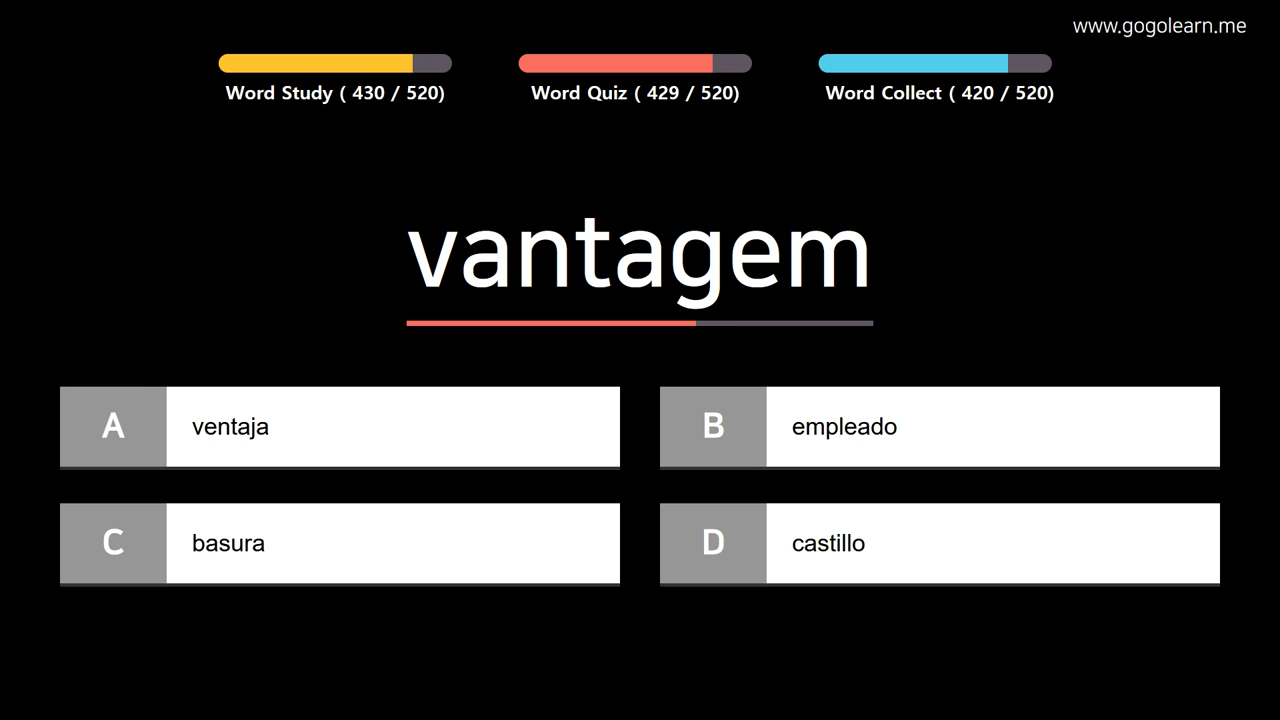 www.gogolearn.me
Word Study ( 430 / 520)
Word Quiz ( 429 / 520)
Word Collect ( 420 / 520)
vantagem
A ventaja
B empleado
C basura
D castillo